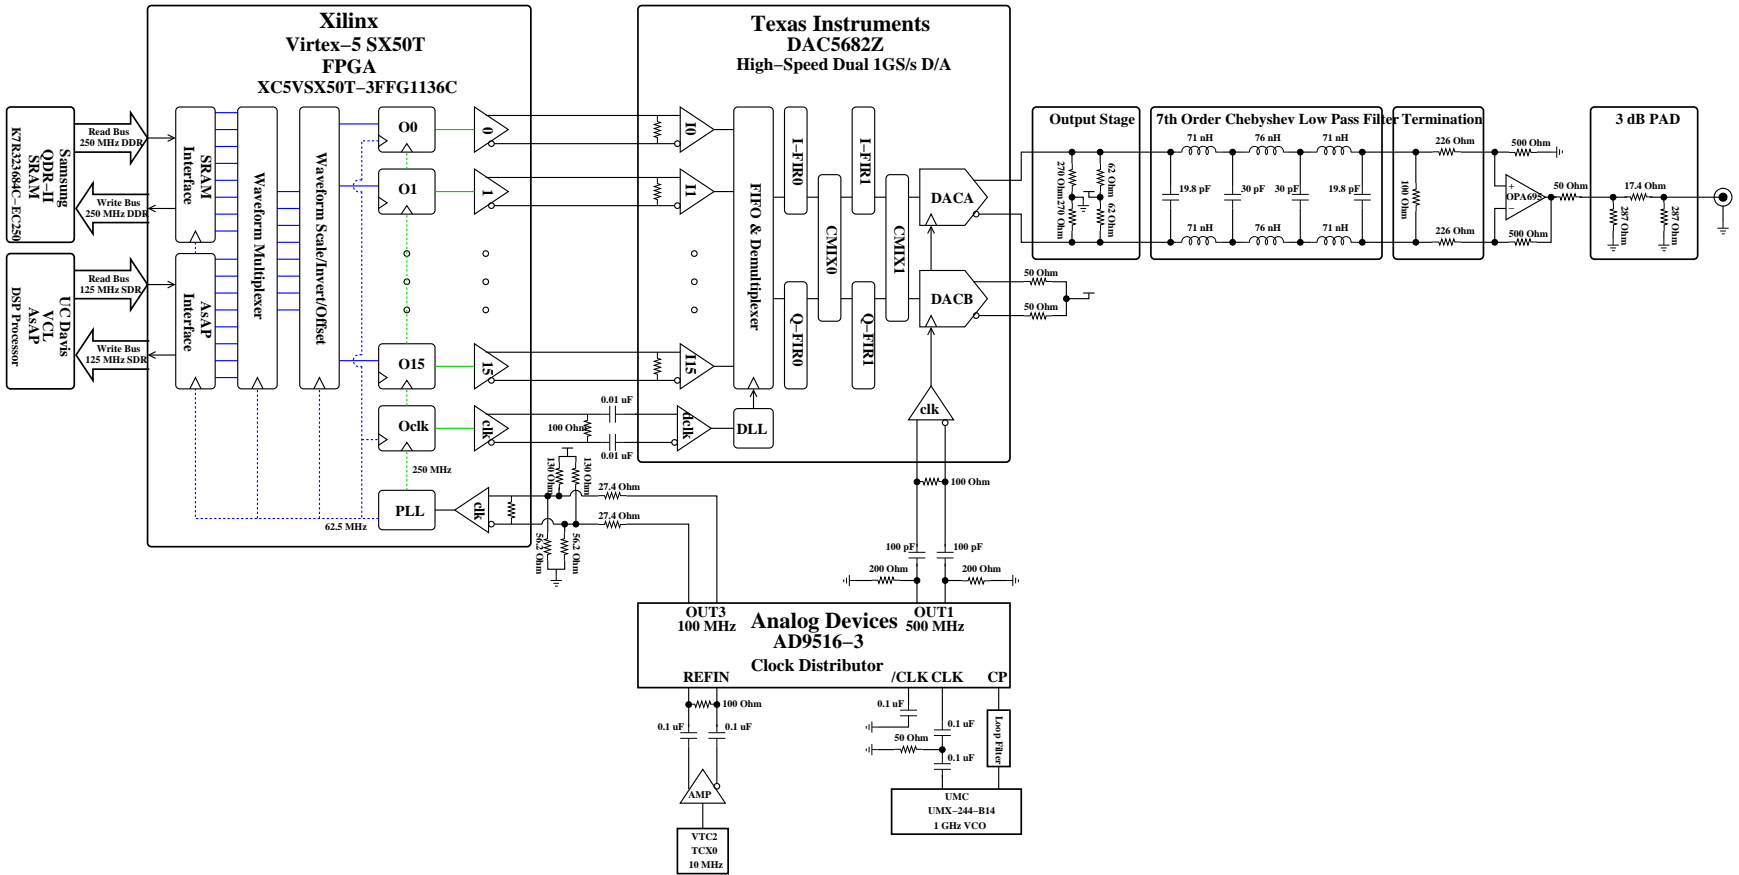 Xilinx
Virtex–5 SX50T
FPGA
XC5VSX50T–3FFG1136C
Texas Instruments
DAC5682Z
High–Speed Dual 1GS/s D/A
Samsung
QDR–II
SRAM
K7R323684C–EC250
Read Bus
250 MHz DDR
Write Bus
250 MHz DDR
UC Davis
VCL
AsAP
DSP Processor
Read Bus
125 MHz SDR
Write Bus
125 MHz SDR
SRAM
Interface
AsAP
Interface
Waveform Multiplexer
Waveform Scale/Invert/Offset
O0
O1
O15
Oclk
PLL
250 MHz
62.5 MHz
0
1
15
clk
clk
I0
I1
I15
dclk
0.01 uF
100 Ohm
0.01 uF
130 Ohm
130 Ohm
27.4 Ohm
27.4 Ohm
56.2 Ohm
56.2 Ohm
FIFO & Demultiplexer
DLL
I–FIR0
Q–FIR0
CMIX0
I–FIR1
Q–FIR1
CMIX1
DACA
DACB
clk
50 Ohm
50 Ohm
100 Ohm
100 pF
100 pF
200 Ohm
200 Ohm
Output Stage
270 Ohm
270 Ohm
62 Ohm
62 Ohm
7th Order Chebyshev Low Pass Filter
71 nH
76 nH
71 nH
19.8 pF
30 pF
30 pF
19.8 pF
71 nH
76 nH
71 nH
Termination
226 Ohm
100 Ohm
226 Ohm
500 Ohm
+
OPA695
–
500 Ohm
50 Ohm
3 dB PAD
17.4 Ohm
287 Ohm
287 Ohm
OUT3
100 MHz
OUT1
500 MHz
Analog Devices
AD9516–3
Clock Distributor
REFIN
/CLK
CLK
CP
100 Ohm
0.1 uF
0.1 uF
AMP
VTC2
TCX0
10 MHz
0.1 uF
0.1 uF
50 Ohm
0.1 uF
Loop Filter
UMC
UMX–244–B14
1 GHz VCO